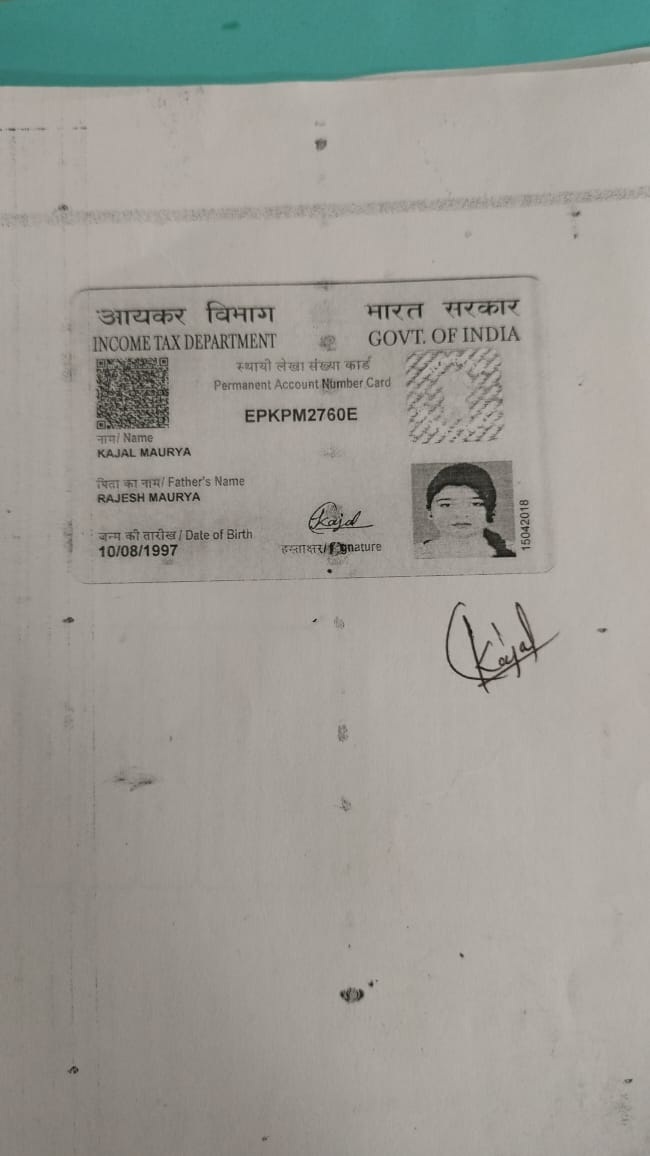 आयकर विभाग भारत सरकार
INCOME TAX DEPARTMENT GOVT. OF INDIA
स्थायी लेखा संख्या कार्ड
Permanent Account Number Card
EPKPM2760E
नाम/ Name
KAJAL MAURYA
पिता का नाम/ Father's Name
RAJESH MAURYA
जन्म की तारीख / Date of Birth
10/08/1997
Kajal
हस्ताक्षर/Signature
15042018
Kajal